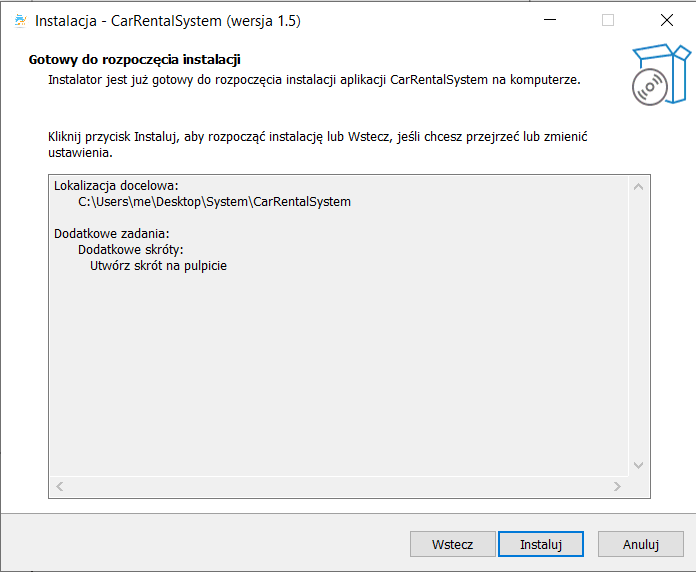 Instalacja - CarRentalSystem (wersja 1.5)
Gotowy do rozpoczęcia instalacji
Instalator jest już gotowy do rozpoczęcia instalacji aplikacji CarRentalSystem na komputerze.
Kliknij przycisk Instaluj, aby rozpocząć instalację lub Wstecz, jeśli chcesz przejrzeć lub zmienić
ustawienia.
Lokalizacja docelowa:
C:\Users\me\Desktop\System\CarRentalSystem
Dodatkowe zadania:
Dodatkowe skróty:
Utwórz skrót na pulpicie
Wstecz Instaluj Anuluj